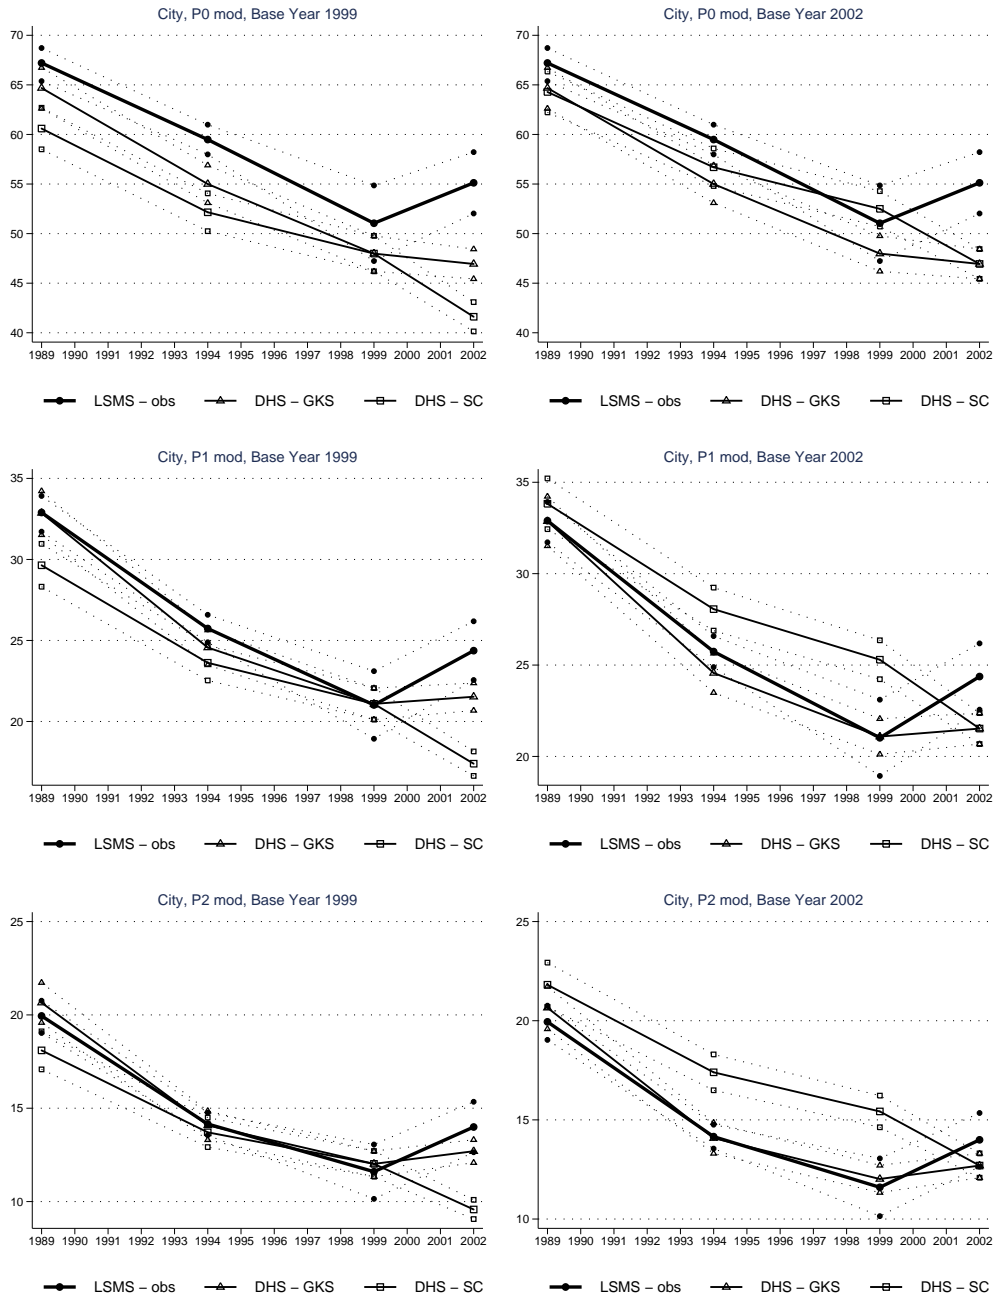 City, P0 mod, Base Year 1999
70
65
60
55
50
45
40
1989 1990 1991 1992 1993 1994 1995 1996 1997 1998 1999 2000 2001 2002
LSMS – obs DHS – GKS DHS – SC
City, P0 mod, Base Year 2002
70
65
60
55
50
45
40
1989 1990 1991 1992 1993 1994 1995 1996 1997 1998 1999 2000 2001 2002
LSMS – obs DHS – GKS DHS – SC
City, P1 mod, Base Year 1999
35
30
25
20
1989 1990 1991 1992 1993 1994 1995 1996 1997 1998 1999 2000 2001 2002
LSMS – obs DHS – GKS DHS – SC
City, P1 mod, Base Year 2002
35
30
25
20
1989 1990 1991 1992 1993 1994 1995 1996 1997 1998 1999 2000 2001 2002
LSMS – obs DHS – GKS DHS – SC
City, P2 mod, Base Year 1999
25
20
15
10
1989 1990 1991 1992 1993 1994 1995 1996 1997 1998 1999 2000 2001 2002
LSMS – obs DHS – GKS DHS – SC
City, P2 mod, Base Year 2002
25
20
15
10
1989 1990 1991 1992 1993 1994 1995 1996 1997 1998 1999 2000 2001 2002
LSMS – obs DHS – GKS DHS – SC